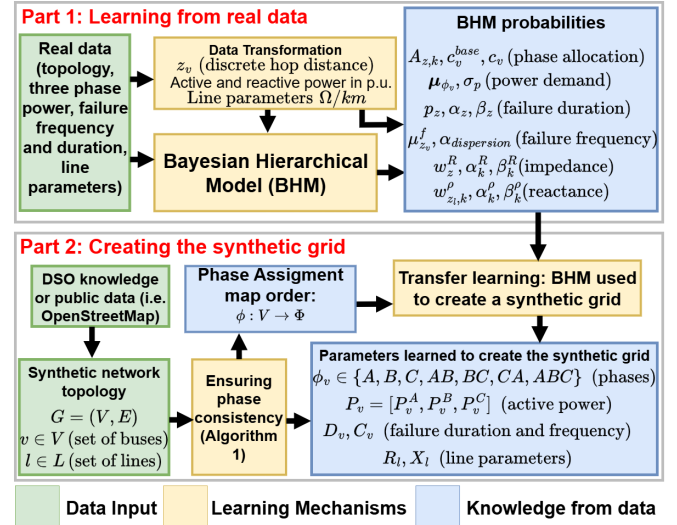 Part 1: Learning from real data
Real data
(topology,
three phase
power, failure
frequency
and duration,
line
parameters)
Data Transformation
z_v (discrete hop distance)
Active and reactive power in p.u.
Line parameters Ω/km
Bayesian Hierarchical
Model (BHM)
BHM probabilities
A_{z,k}, c_v^{base}, c_v (phase allocation)
μ_{ϕ_v}, σ_p (power demand)
p_z, α_z, β_z (failure duration)
μ_{z_v}^f, α_{dispersion} (failure frequency)
w_z^R, α_k^R, β_k^R (impedance)
w_{z_l,k}^ρ, α_k^ρ, β_k^ρ (reactance)
Part 2: Creating the synthetic grid
DSO knowledge
or public data (i.e.
OpenStreetMap)
Synthetic network
topology
G = (V, E)
v ∈ V (set of buses)
l ∈ L (set of lines)
Phase Assigment
map order:
ϕ : V → Φ
Ensuring
phase
consistency
(Algorithm
1)
Transfer learning: BHM used
to create a synthetic grid
Parameters learned to create the synthetic grid
ϕ_v ∈ {A, B, C, AB, BC, CA, ABC} (phases)
P_v = [P_v^A, P_v^B, P_v^C] (active power)
D_v, C_v (failure duration and frequency)
R_l, X_l (line parameters)
Data Input
Learning Mechanisms
Knowledge from data